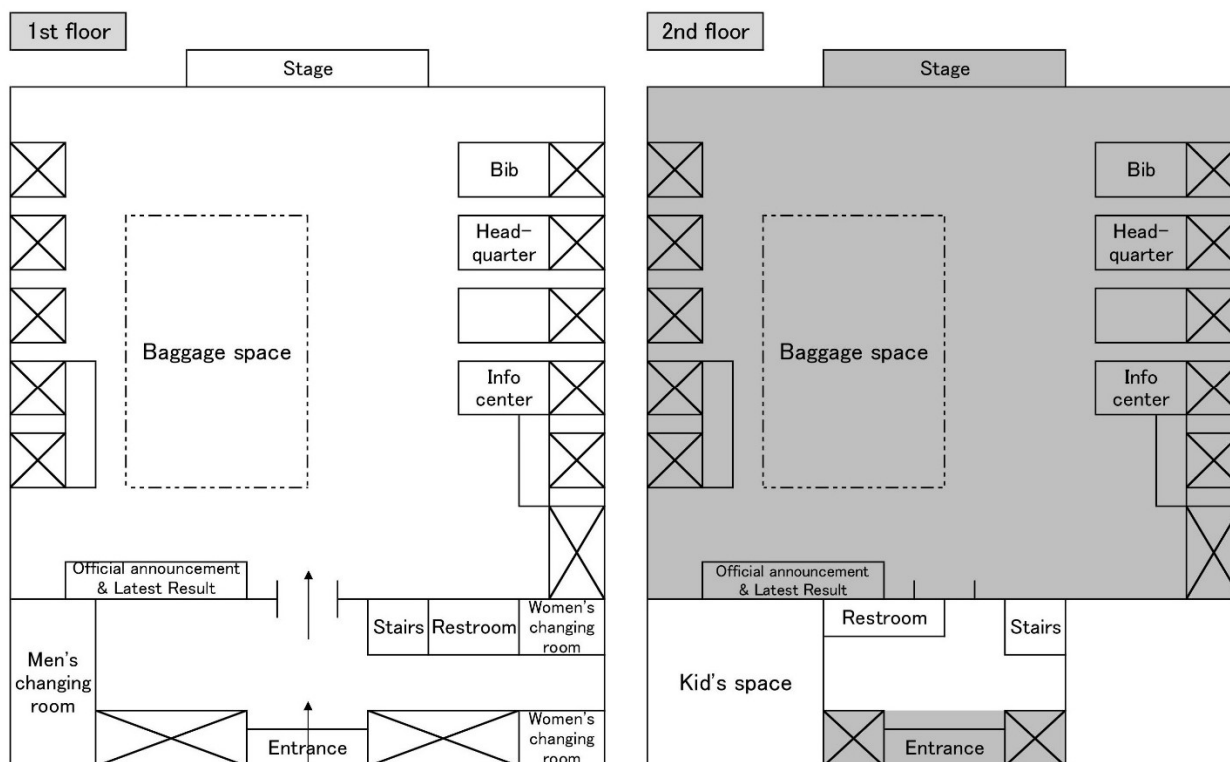 1st floor
Stage
Bib
Head-
quarter
Baggage space
Info
center
Official announcement
& Latest Result
Stairs
Restroom
Women's
changing
room
Men's
changing
room
Entrance
Women's
changing
room
2nd floor
Stage
Bib
Head-
quarter
Baggage space
Info
center
Official announcement
& Latest Result
Restroom
Stairs
Kid's space
Entrance